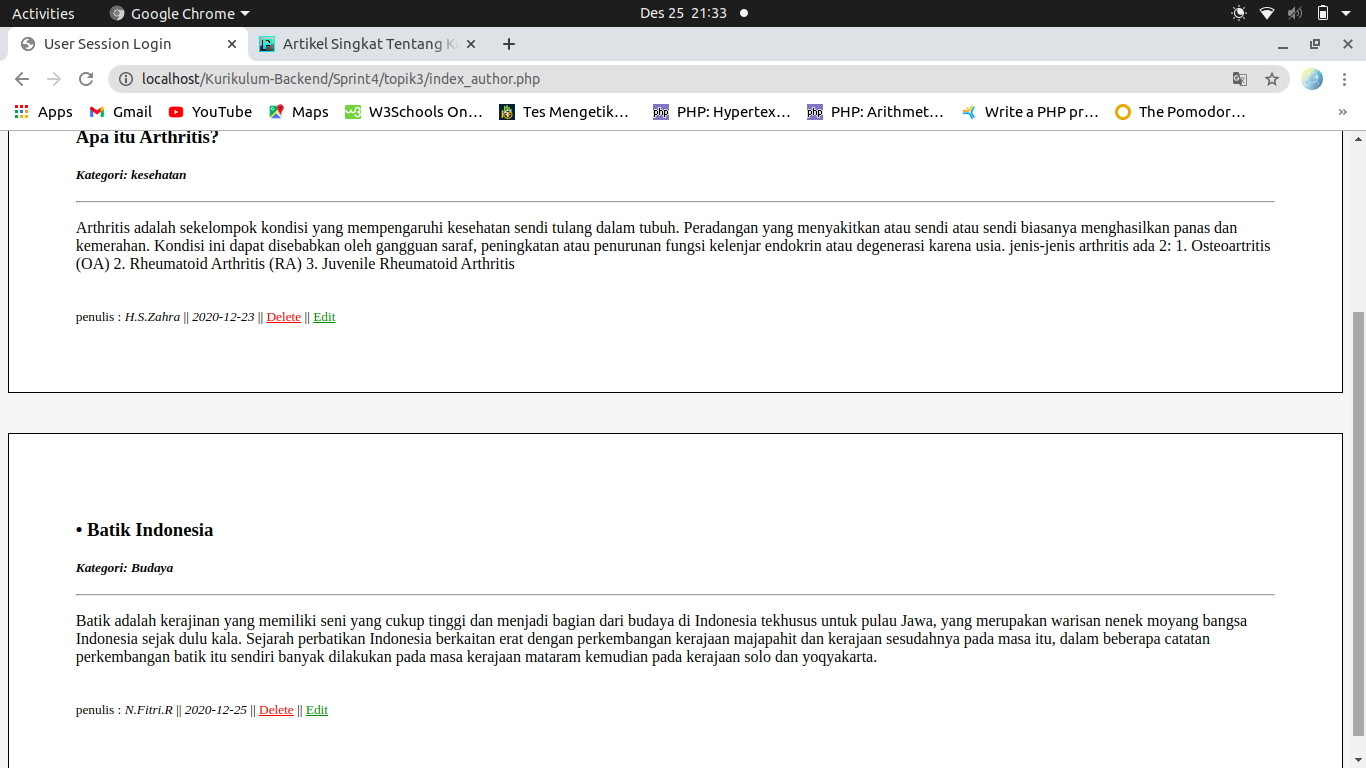 Activities Google Chrome Des 25 21:33
User Session Login Artikel Singkat Tentang K
localhost/Kurikulum-Backend/Sprint4/topik3/index_author.php
Apps Gmail YouTube Maps W3Schools On... Tes Mengetik... PHP: Hypertex... PHP: Arithmet... Write a PHP pr... The Pomodor... »
Apa itu Arthritis?
Kategori: kesehatan
Arthritis adalah sekelompok kondisi yang mempengaruhi kesehatan sendi tulang dalam tubuh. Peradangan yang menyakitkan atau sendi atau sendi biasanya menghasilkan panas dan
kemerahan. Kondisi ini dapat disebabkan oleh gangguan saraf, peningkatan atau penurunan fungsi kelenjar endokrin atau degenerasi karena usia. jenis-jenis arthritis ada 2: 1. Osteoartritis
(OA) 2. Rheumatoid Arthritis (RA) 3. Juvenile Rheumatoid Arthritis
penulis : H.S.Zahra || 2020-12-23 || Delete || Edit
• Batik Indonesia
Kategori: Budaya
Batik adalah kerajinan yang memiliki seni yang cukup tinggi dan menjadi bagian dari budaya di Indonesia tekhusus untuk pulau Jawa, yang merupakan warisan nenek moyang bangsa
Indonesia sejak dulu kala. Sejarah perbatikan Indonesia berkaitan erat dengan perkembangan kerajaan majapahit dan kerajaan sesudahnya pada masa itu, dalam beberapa catatan
perkembangan batik itu sendiri banyak dilakukan pada masa kerajaan mataram kemudian pada kerajaan solo dan yoqyakarta.
penulis : N.Fitri.R || 2020-12-25 || Delete || Edit